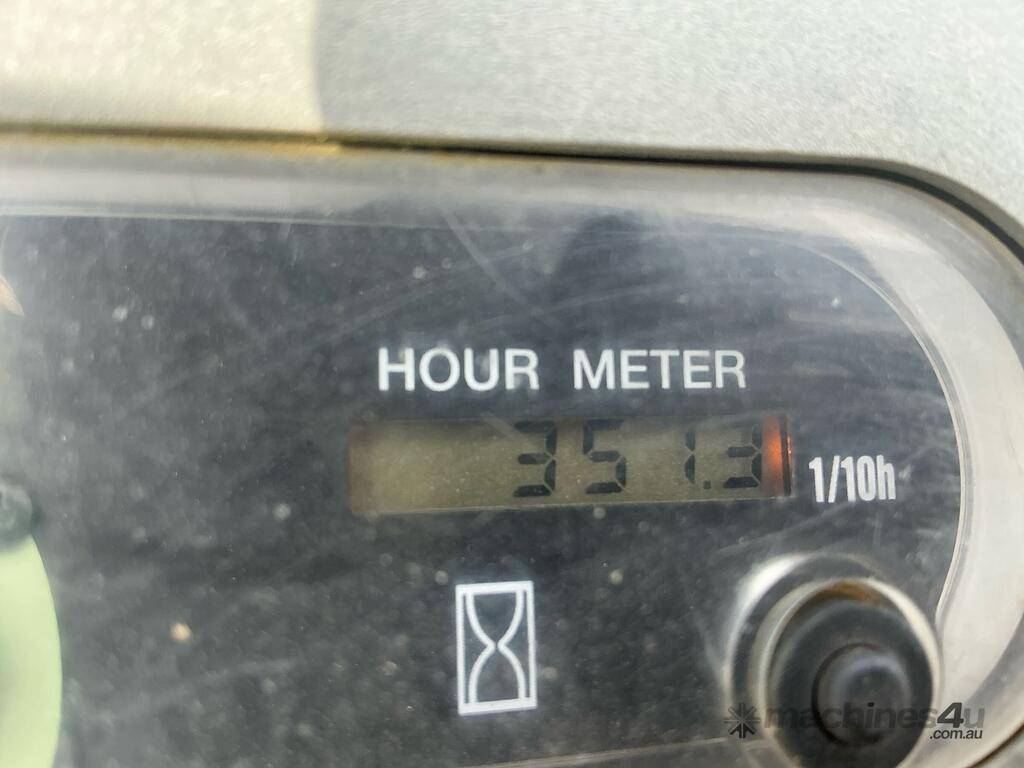 HOUR METER
351.3
1/10h
machines4u
.com.au